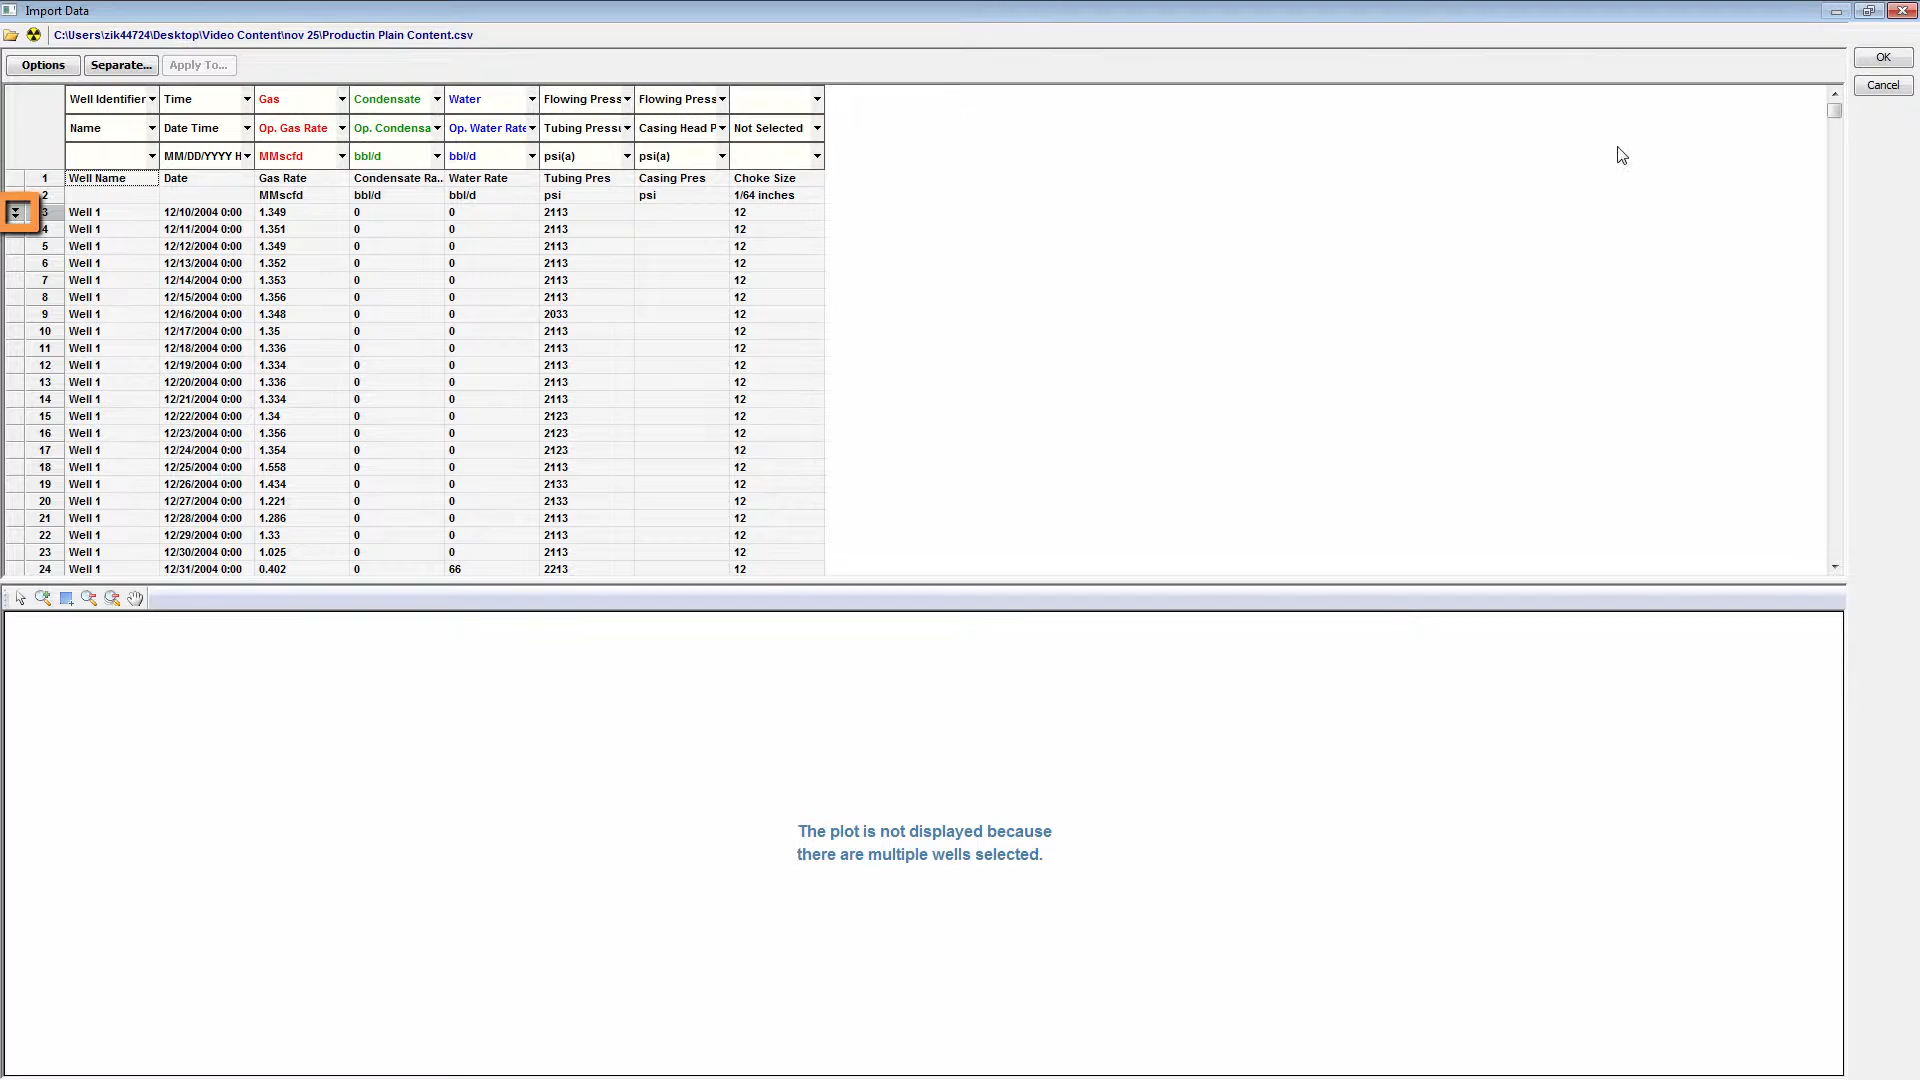 Import Data
C:\Users\zik44724\Desktop\Video Content\nov 25\Productin Plain Content.csv
Options Separate... Apply To...
OK
Cancel
Well Identifier Time Gas Condensate Water Flowing Press Flowing Press
Name Date Time Op. Gas Rate Op. Condensa Op. Water Rate Tubing Pressu Casing Head P Not Selected
MM/DD/YYYY H MMscfd bbl/d bbl/d psi(a) psi(a)
1 Well Name Date Gas Rate Condensate Ra... Water Rate Tubing Pres Casing Pres Choke Size
2 MMscfd bbl/d bbl/d psi psi 1/64 inches
3 Well 1 12/10/2004 0:00 1.349 0 0 2113 12
4 Well 1 12/11/2004 0:00 1.351 0 0 2113 12
5 Well 1 12/12/2004 0:00 1.349 0 0 2113 12
6 Well 1 12/13/2004 0:00 1.352 0 0 2113 12
7 Well 1 12/14/2004 0:00 1.353 0 0 2113 12
8 Well 1 12/15/2004 0:00 1.356 0 0 2113 12
9 Well 1 12/16/2004 0:00 1.348 0 0 2033 12
10 Well 1 12/17/2004 0:00 1.35 0 0 2113 12
11 Well 1 12/18/2004 0:00 1.336 0 0 2113 12
12 Well 1 12/19/2004 0:00 1.334 0 0 2113 12
13 Well 1 12/20/2004 0:00 1.336 0 0 2113 12
14 Well 1 12/21/2004 0:00 1.334 0 0 2113 12
15 Well 1 12/22/2004 0:00 1.34 0 0 2123 12
16 Well 1 12/23/2004 0:00 1.356 0 0 2123 12
17 Well 1 12/24/2004 0:00 1.354 0 0 2123 12
18 Well 1 12/25/2004 0:00 1.558 0 0 2113 12
19 Well 1 12/26/2004 0:00 1.434 0 0 2133 12
20 Well 1 12/27/2004 0:00 1.221 0 0 2133 12
21 Well 1 12/28/2004 0:00 1.286 0 0 2113 12
22 Well 1 12/29/2004 0:00 1.33 0 0 2113 12
23 Well 1 12/30/2004 0:00 1.025 0 0 2113 12
24 Well 1 12/31/2004 0:00 0.402 0 66 2213 12
The plot is not displayed because
there are multiple wells selected.